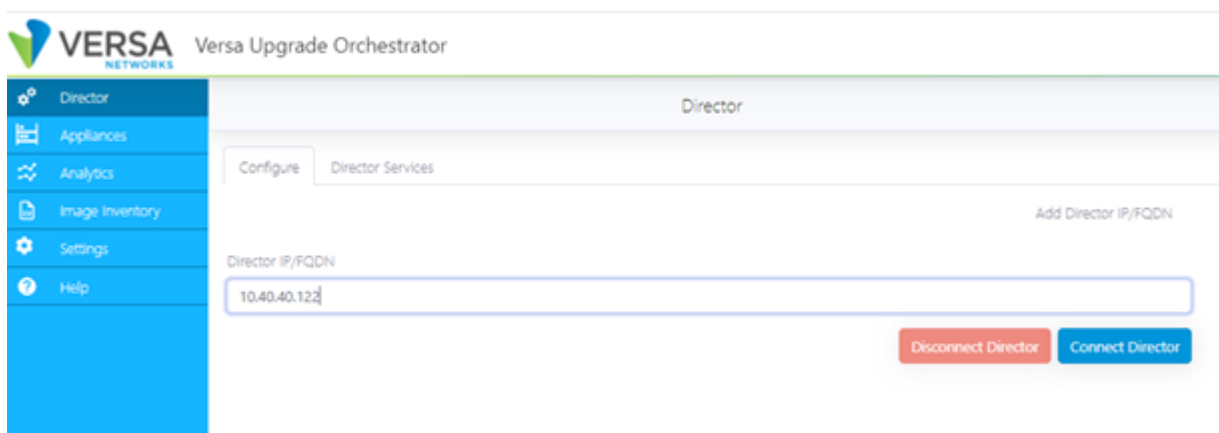 VERSA
NETWORKS
Versa Upgrade Orchestrator
Director
Appliances
Analytics
Image Inventory
Settings
Help
Director
Configure
Director Services
Add Director IP/FQDN
Director IP/FQDN
10.40.40.122
Disconnect Director
Connect Director